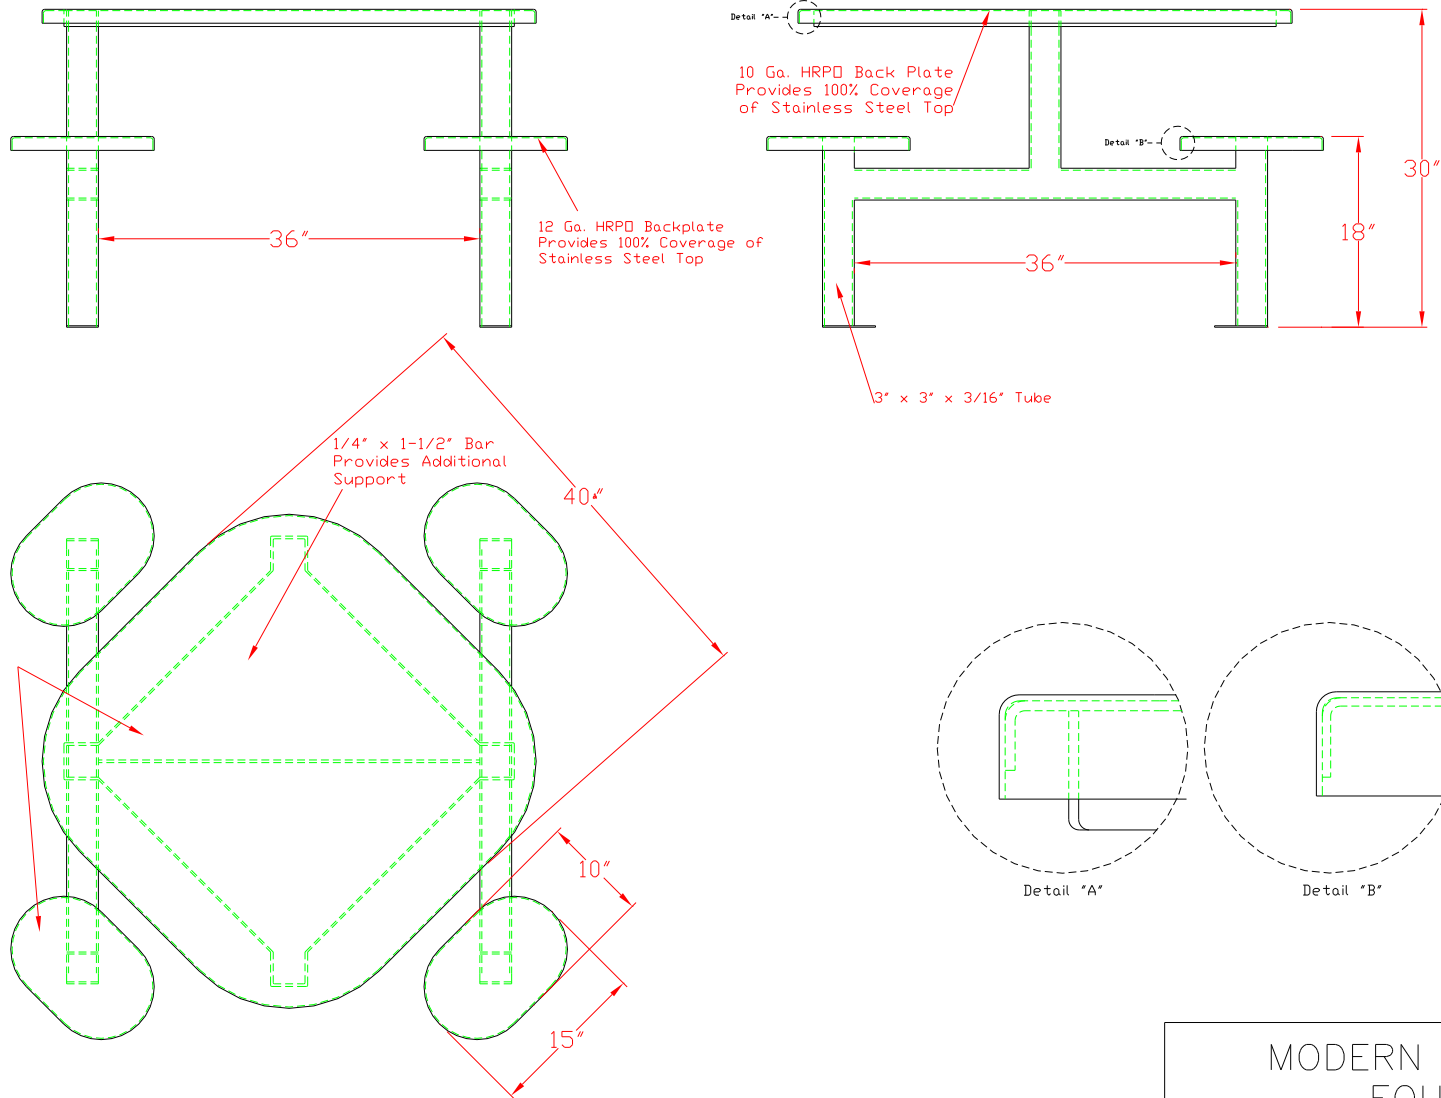 Detail "A"
10 Ga. HRPO Back Plate
Provides 100% Coverage
of Stainless Steel Top
Detail "B"
30"
18"
12 Ga. HRPO Backplate
Provides 100% Coverage of
Stainless Steel Top
36"
36"
3" x 3" x 3/16" Tube
1/4" x 1-1/2" Bar
Provides Additional
Support
40"
10"
15"
Detail "A"
Detail "B"
MODERN